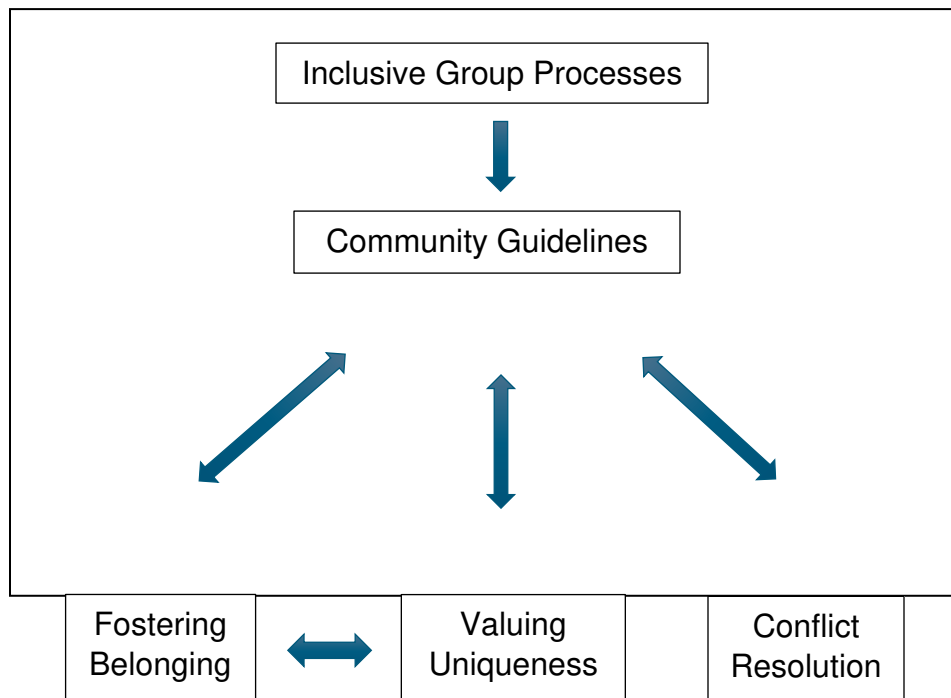 Inclusive Group Processes
Community Guidelines
Fostering
Belonging
Valuing
Uniqueness
Conflict
Resolution